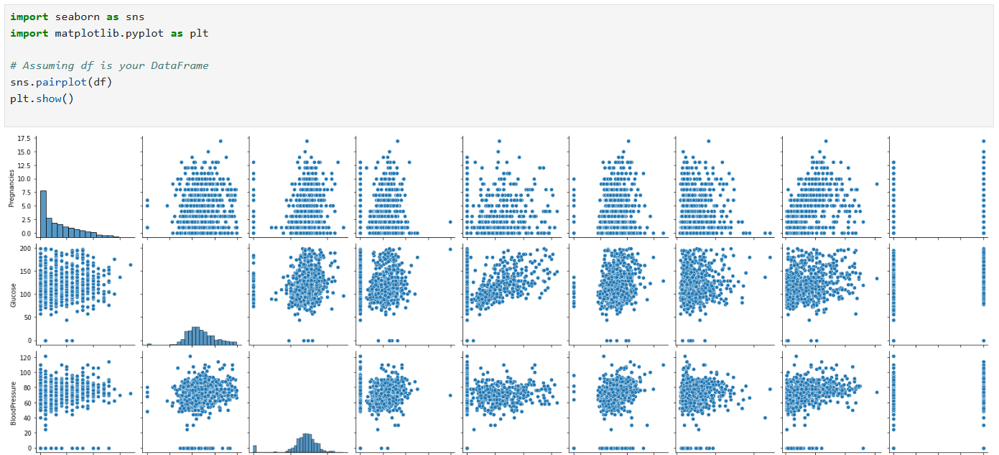 import seaborn as sns
import matplotlib.pyplot as plt
# Assuming df is your DataFrame
sns.pairplot(df)
plt.show()
17.5
15.0
12.5
10.0
7.5
5.0
2.5
0.0
Pregnancies
200
150
100
50
0
Glucose
120
100
80
60
40
20
0
BloodPressure